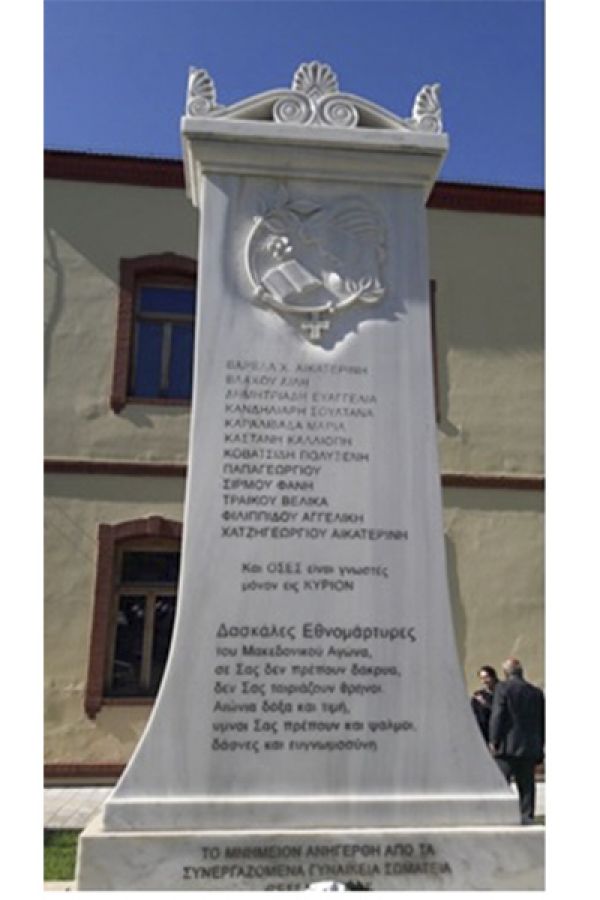 ΒΑΡΕΛΑ Χ. ΑΙΚΑΤΕΡΙΝΗ
ΒΛΑΧΟΥ ΛΙΛΗ
ΔΗΜΗΤΡΙΑΔΗ ΕΥΑΓΓΕΛΙΑ
ΚΑΝΔΗΛΙΑΡΗ ΣΟΥΛΤΑΝΑ
ΚΑΡΑΜΒΑΔΑ ΜΑΡΙΑ
ΚΑΣΤΑΝΗ ΚΑΛΛΙΟΠΗ
ΚΟΒΑΤΣΙΔΗ ΠΟΛΥΞΕΝΗ
ΠΑΠΑΓΕΩΡΓΙΟΥ
ΣΙΡΜΟΥ ΦΑΝΗ
ΤΡΑΙΚΟΥ ΒΕΛΙΚΑ
ΦΙΛΙΠΠΙΔΟΥ ΑΓΓΕΛΙΚΗ
ΧΑΤΖΗΓΕΩΡΓΙΟΥ ΑΙΚΑΤΕΡΙΝΗ
Και ΟΣΕΣ είναι γνωστές
μόνον εις ΚΥΡΙΟΝ
Δασκάλες Εθνομάρτυρες
του Μακεδονικού Αγώνα,
σε Σας δεν πρέπουν δάκρυα,
δεν Σας ταιριάζουν θρήνοι.
Αιώνια δόξα και τιμή,
ύμνοι Σας πρέπουν και ψαλμοί,
δάφνες και ευγνωμοσύνη
ΤΟ ΜΝΗΜΕΙΟΝ ΑΝΗΓΕΡΘΗ ΑΠΟ ΤΑ
ΣΥΝΕΡΓΑΖΟΜΕΝΑ ΓΥΝΑΙΚΕΙΑ ΣΩΜΑΤΕΙΑ